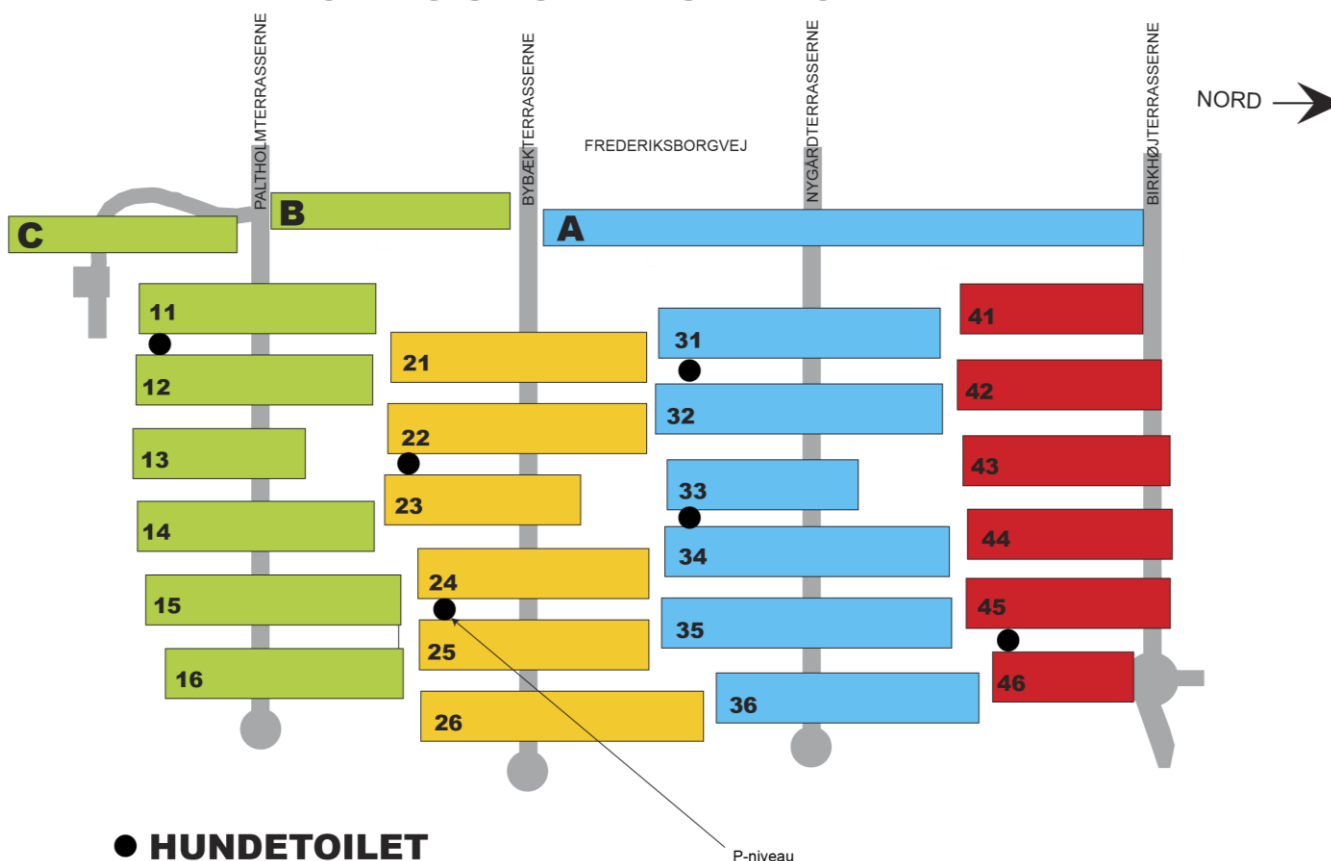 PALTHOLMTERRASSERNE
BYBÆKTERRASSERNE
NYGÅRDTERRASSERNE
BIRKHØJTERRASSERNE
NORD
FREDERIKSBORGVEJ
C
B
A
11
12
13
14
15
16
21
22
23
24
25
26
31
32
33
34
35
36
41
42
43
44
45
46
HUNDETOILET
P-niveau